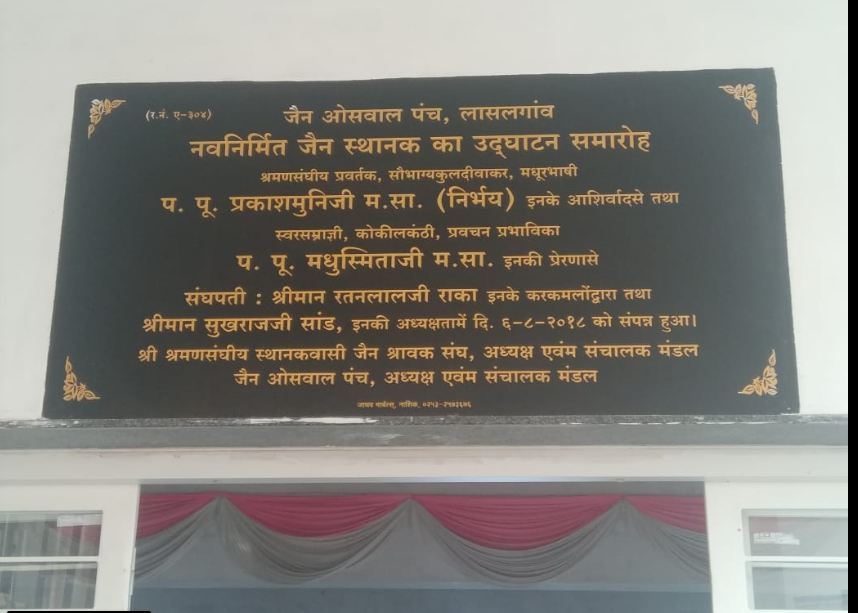 (र.नं. ए-३०४)
जैन ओसवाल पंच, लासलगांव
नवनिर्मित जैन स्थानक का उद्‌घाटन समारोह
श्रमणसंघीय प्रवर्तक, सौभाग्यकुलदीवाकर, मधूरभाषी
प. पू. प्रकाशमुनिजी म.सा. (निर्भय) इनके आशिर्वादसे तथा
स्वरसम्राज्ञी, कोकीलकंठी, प्रवचन प्रभाविका
प. पू. मधुस्मिताजी म.सा. इनकी प्रेरणासे
संघपती : श्रीमान रतनलालजी राका इनके करकमलोंद्वारा तथा
श्रीमान सुखराजजी सांड, इनकी अध्यक्षतामें दि. ६-८-२०१८ को संपन्न हुआ।
श्री श्रमणसंघीय स्थानकवासी जैन श्रावक संघ, अध्यक्ष एवंम संचालक मंडल
जैन ओसवाल पंच, अध्यक्ष एवंम संचालक मंडल
नाशिक,